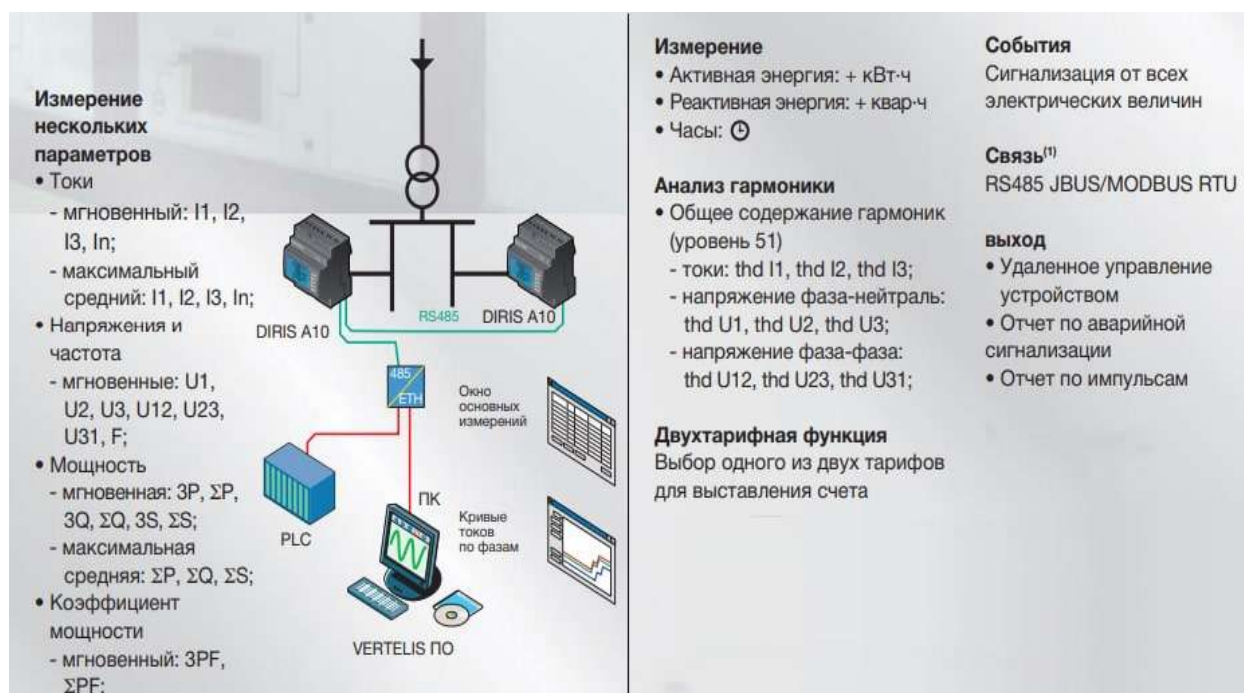 Измерение
нескольких
параметров
• Токи
- мгновенный: I1, I2,
I3, In;
- максимальный
средний: I1, I2, I3, In;
• Напряжения и
частота
- мгновенные: U1,
U2, U3, U12, U23,
U31, F;
• Мощность
- мгновенная: 3P, ΣP,
3Q, ΣQ, 3S, ΣS;
- максимальная
средняя: ΣP, ΣQ, ΣS;
• Коэффициент
мощности
- мгновенный: 3PF,
ΣPF;
DIRIS A10
RS485
DIRIS A10
485
ETH
Окно
основных
измерений
PLC
ПК
Кривые
токов
по фазам
VERTELIS ПО
Измерение
• Активная энергия: + кВт·ч
• Реактивная энергия: + квар·ч
• Часы:
Анализ гармоники
• Общее содержание гармоник
(уровень 51)
- токи: thd I1, thd I2, thd I3;
- напряжение фаза-нейтраль:
thd U1, thd U2, thd U3;
- напряжение фаза-фаза:
thd U12, thd U23, thd U31;
Двухтарифная функция
Выбор одного из двух тарифов
для выставления счета
События
Сигнализация от всех
электрических величин
Связь(1)
RS485 JBUS/MODBUS RTU
выход
• Удаленное управление
устройством
• Отчет по аварийной
сигнализации
• Отчет по импульсам